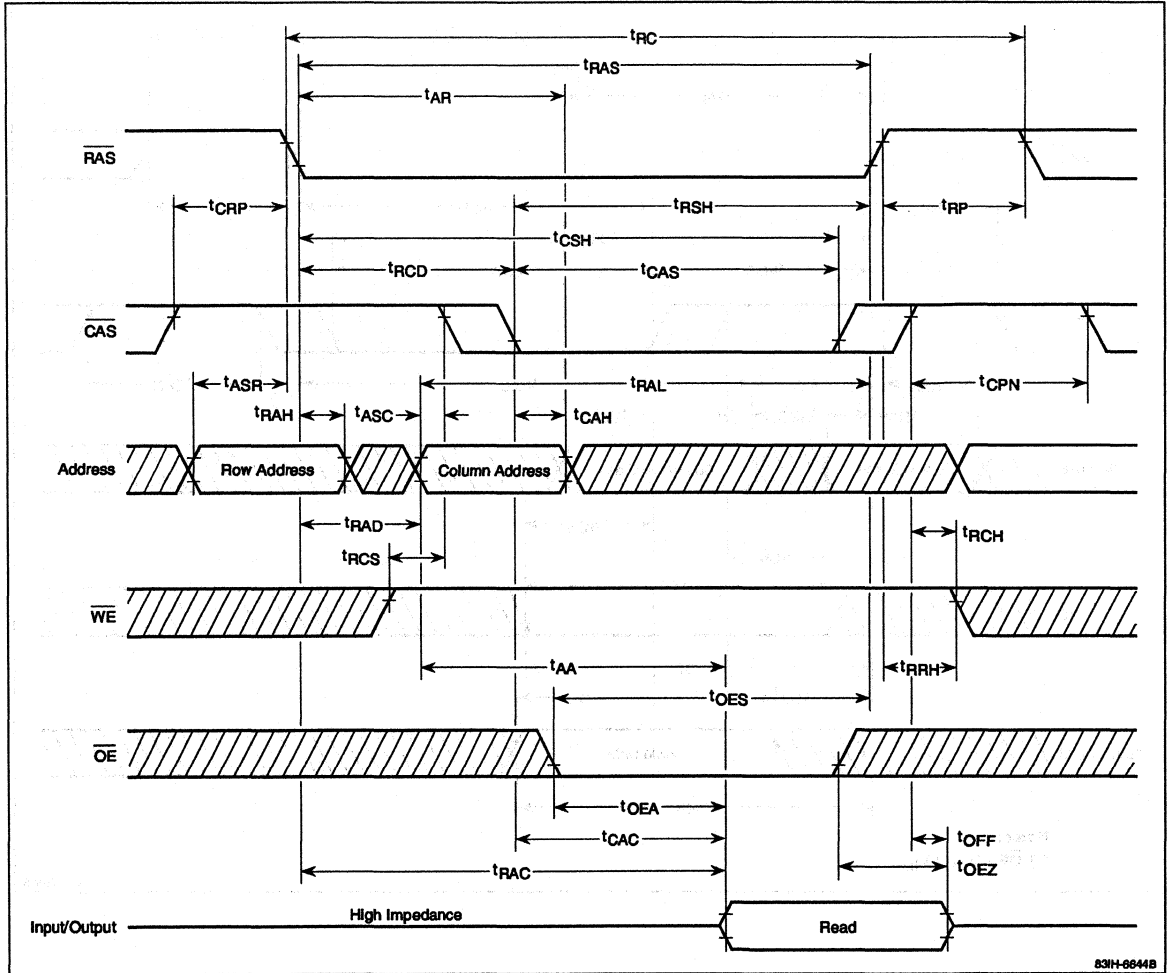 tRC
tRAS
tAR
RAS
tCRP
tRSH
tRP
tCSH
tRCD
tCAS
CAS
tASR
tRAL
tCPN
tRAH
tASC
tCAH
Address
Row Address
Column Address
tRAD
tRCH
tRCS
WE
tAA
tRRH
tOES
OE
tOEA
tCAC
tOFF
tRAC
tOEZ
Input/Output
High Impedance
Read
83IH-6644B